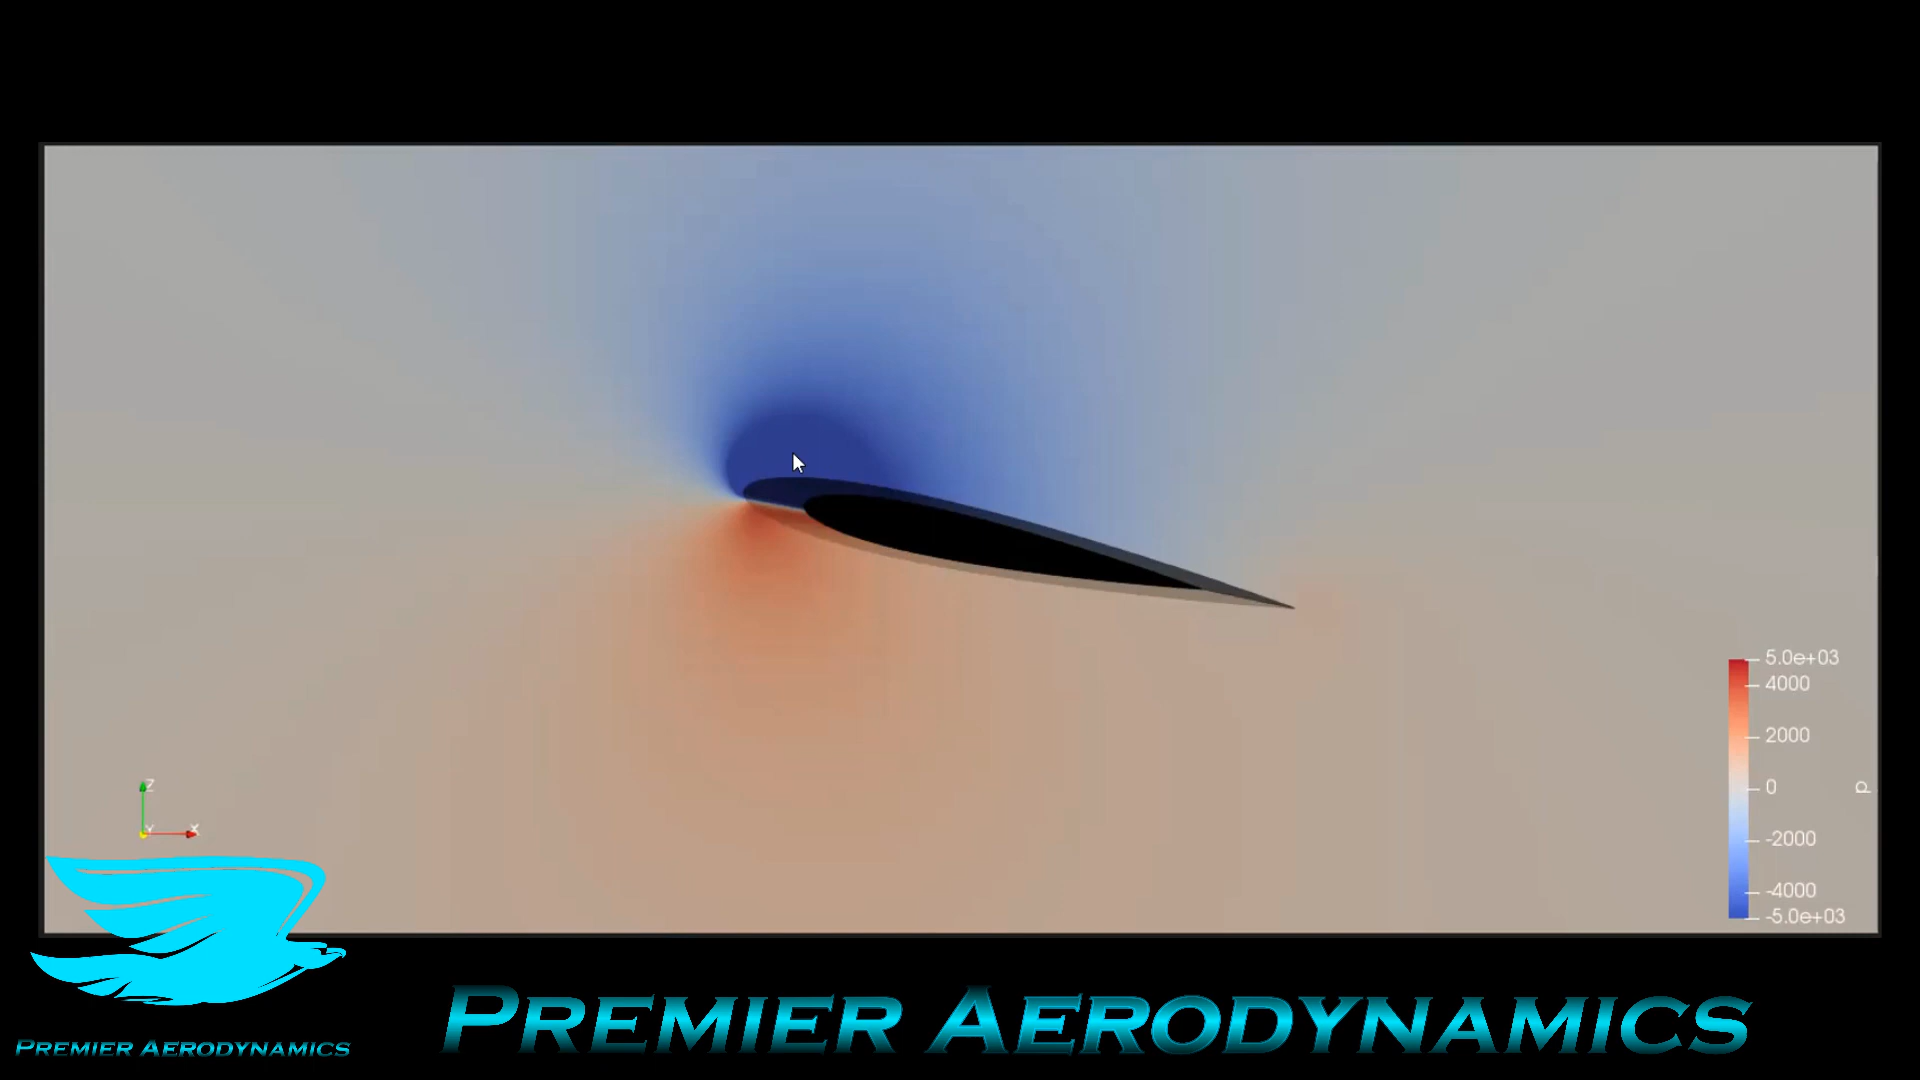 5.0e+03
4000
2000
0
-2000
-4000
-5.0e+03
p
Z
Y
X
PREMIER AERODYNAMICS
PREMIER AERODYNAMICS